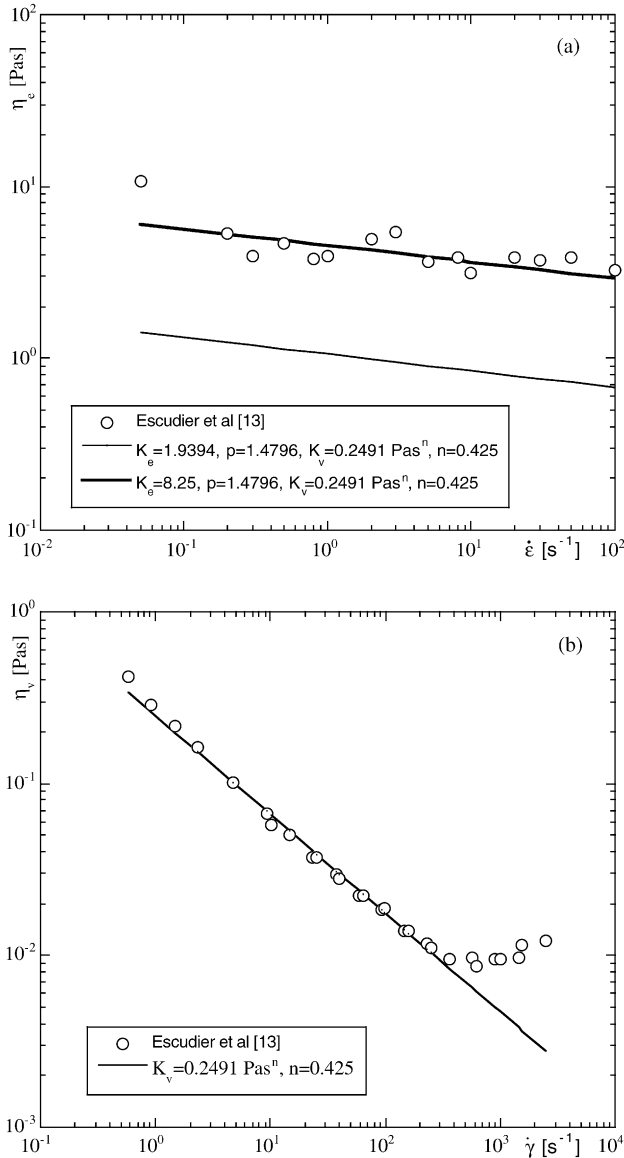 10^2
(a)
η_e [Pas]
10^1
10^0
Escudier et al [13]
K_e=1.9394, p=1.4796, K_v=0.2491 Pas^n, n=0.425
K_e=8.25, p=1.4796, K_v=0.2491 Pas^n, n=0.425
10^-1
10^-2 10^-1 10^0 10^1 ε̇ [s^-1] 10^2
10^0
(b)
η_v [Pas]
10^-1
10^-2
Escudier et al [13]
K_v=0.2491 Pas^n, n=0.425
10^-3
10^-1 10^0 10^1 10^2 10^3 γ̇ [s^-1] 10^4